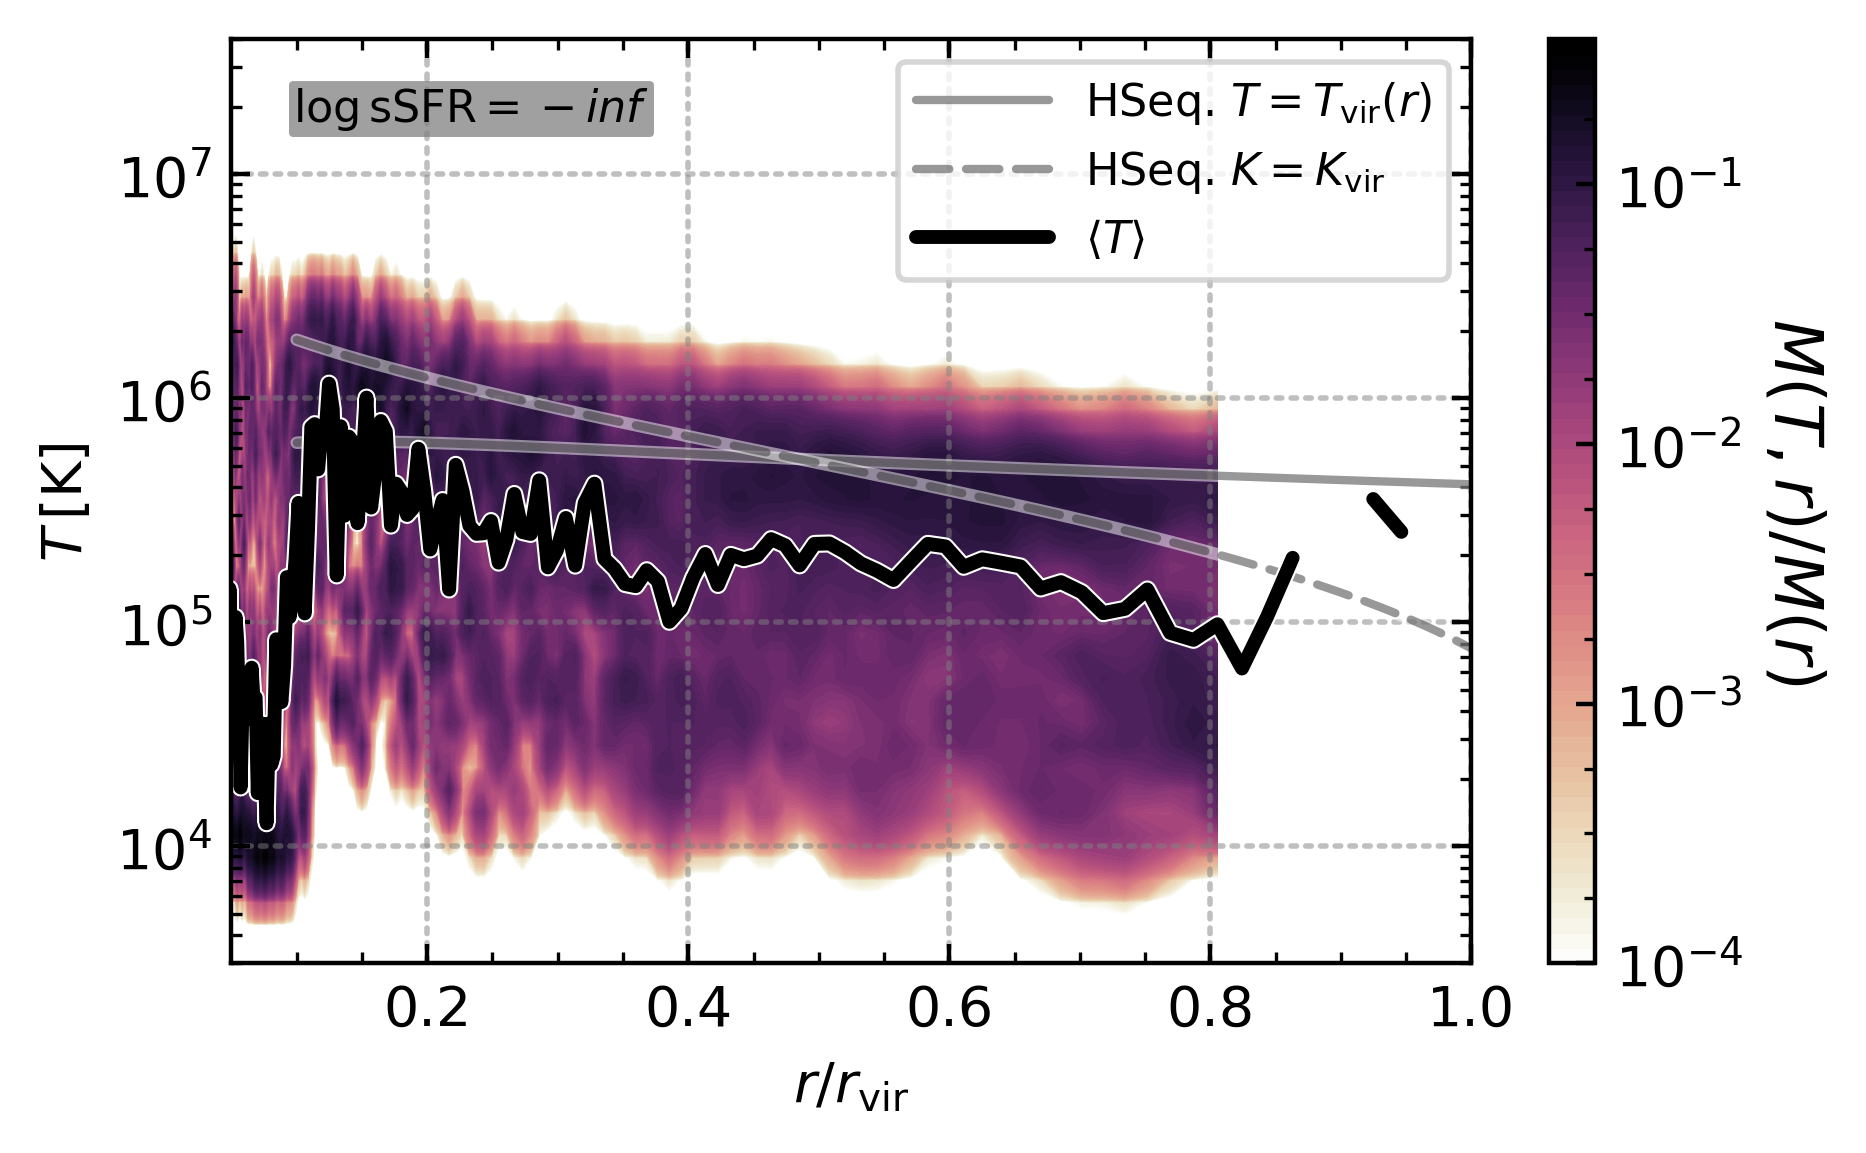 log sSFR = −inf
HSeq. T = T_vir(r)
HSeq. K = K_vir
⟨T⟩
10^7
10^6
10^5
10^4
T [K]
0.2 0.4 0.6 0.8 1.0
r/r_vir
10^−1
10^−2
10^−3
10^−4
M(T, r)/M(r)